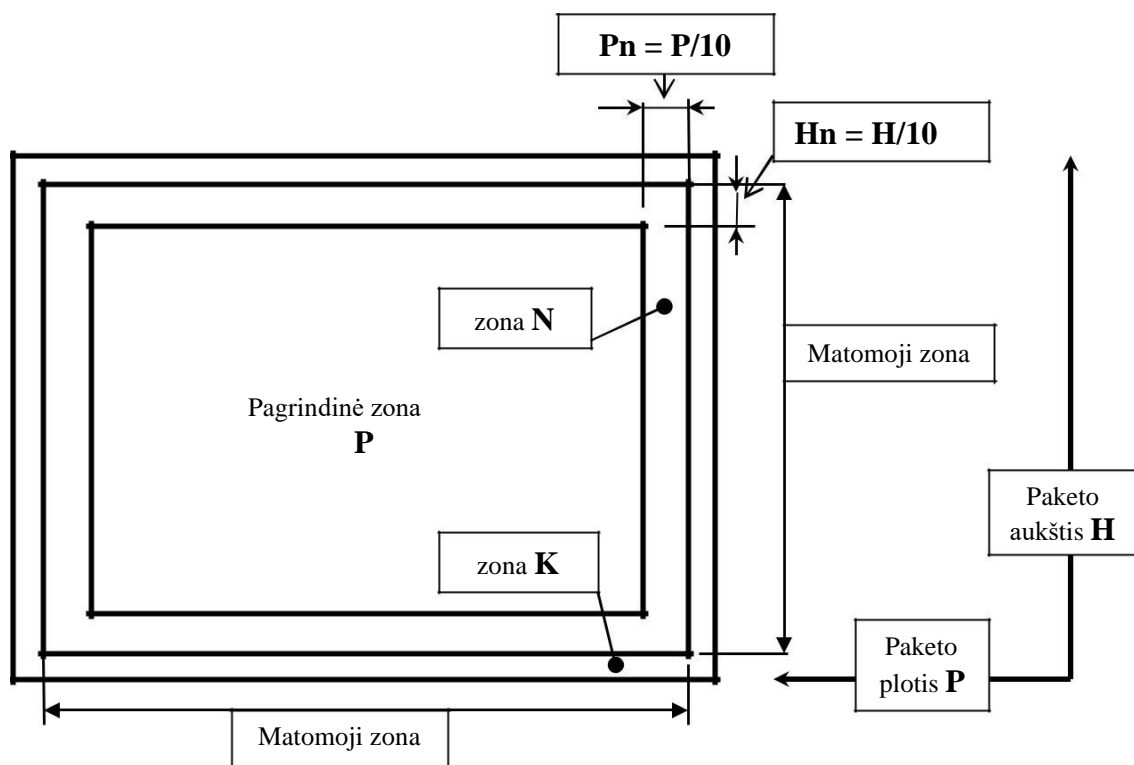 Pn = P/10
Hn = H/10
zona N
Matomoji zona
Pagrindinė zona
P
Paketo
aukštis H
zona K
Paketo
plotis P
Matomoji zona